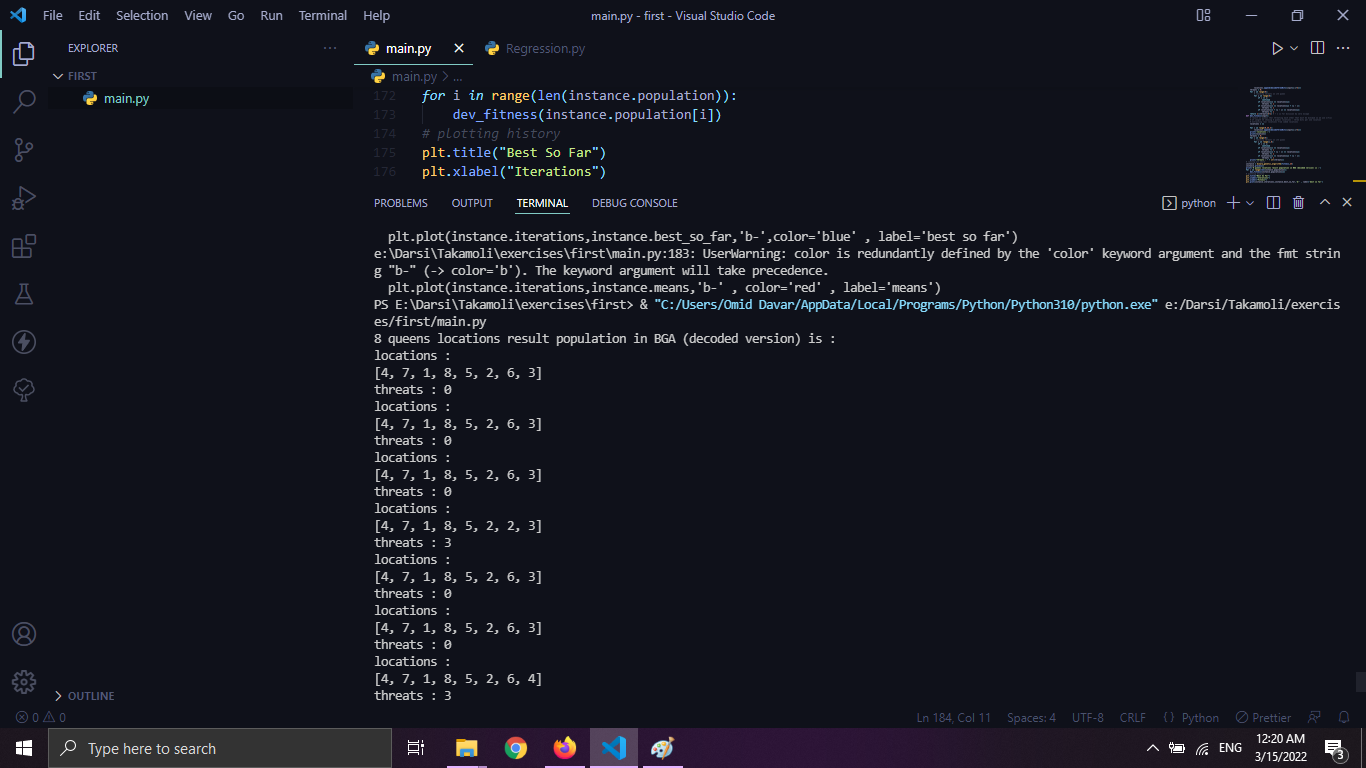 File Edit Selection View Go Run Terminal Help
main.py - first - Visual Studio Code
EXPLORER
FIRST
main.py
OUTLINE
main.py
Regression.py
main.py > ...
172 for i in range(len(instance.population)):
173 dev_fitness(instance.population[i])
174 # plotting history
175 plt.title("Best So Far")
176 plt.xlabel("Iterations")
PROBLEMS OUTPUT TERMINAL DEBUG CONSOLE
python
plt.plot(instance.iterations,instance.best_so_far,'b-',color='blue' , label='best so far')
e:\Darsi\Takamoli\exercises\first\main.py:183: UserWarning: color is redundantly defined by the 'color' keyword argument and the fmt strin
g "b-" (-> color='b'). The keyword argument will take precedence.
plt.plot(instance.iterations,instance.means,'b-' , color='red' , label='means')
PS E:\Darsi\Takamoli\exercises\first> & "C:/Users/Omid Davar/AppData/Local/Programs/Python/Python310/python.exe" e:/Darsi/Takamoli/exercis
es/first/main.py
8 queens locations result population in BGA (decoded version) is :
locations :
[4, 7, 1, 8, 5, 2, 6, 3]
threats : 0
locations :
[4, 7, 1, 8, 5, 2, 6, 3]
threats : 0
locations :
[4, 7, 1, 8, 5, 2, 6, 3]
threats : 0
locations :
[4, 7, 1, 8, 5, 2, 2, 3]
threats : 3
locations :
[4, 7, 1, 8, 5, 2, 6, 3]
threats : 0
locations :
[4, 7, 1, 8, 5, 2, 6, 3]
threats : 0
locations :
[4, 7, 1, 8, 5, 2, 6, 4]
threats : 3
0 0
Ln 184, Col 11 Spaces: 4 UTF-8 CRLF {} Python Prettier
Type here to search
ENG
12:20 AM
3/15/2022
3